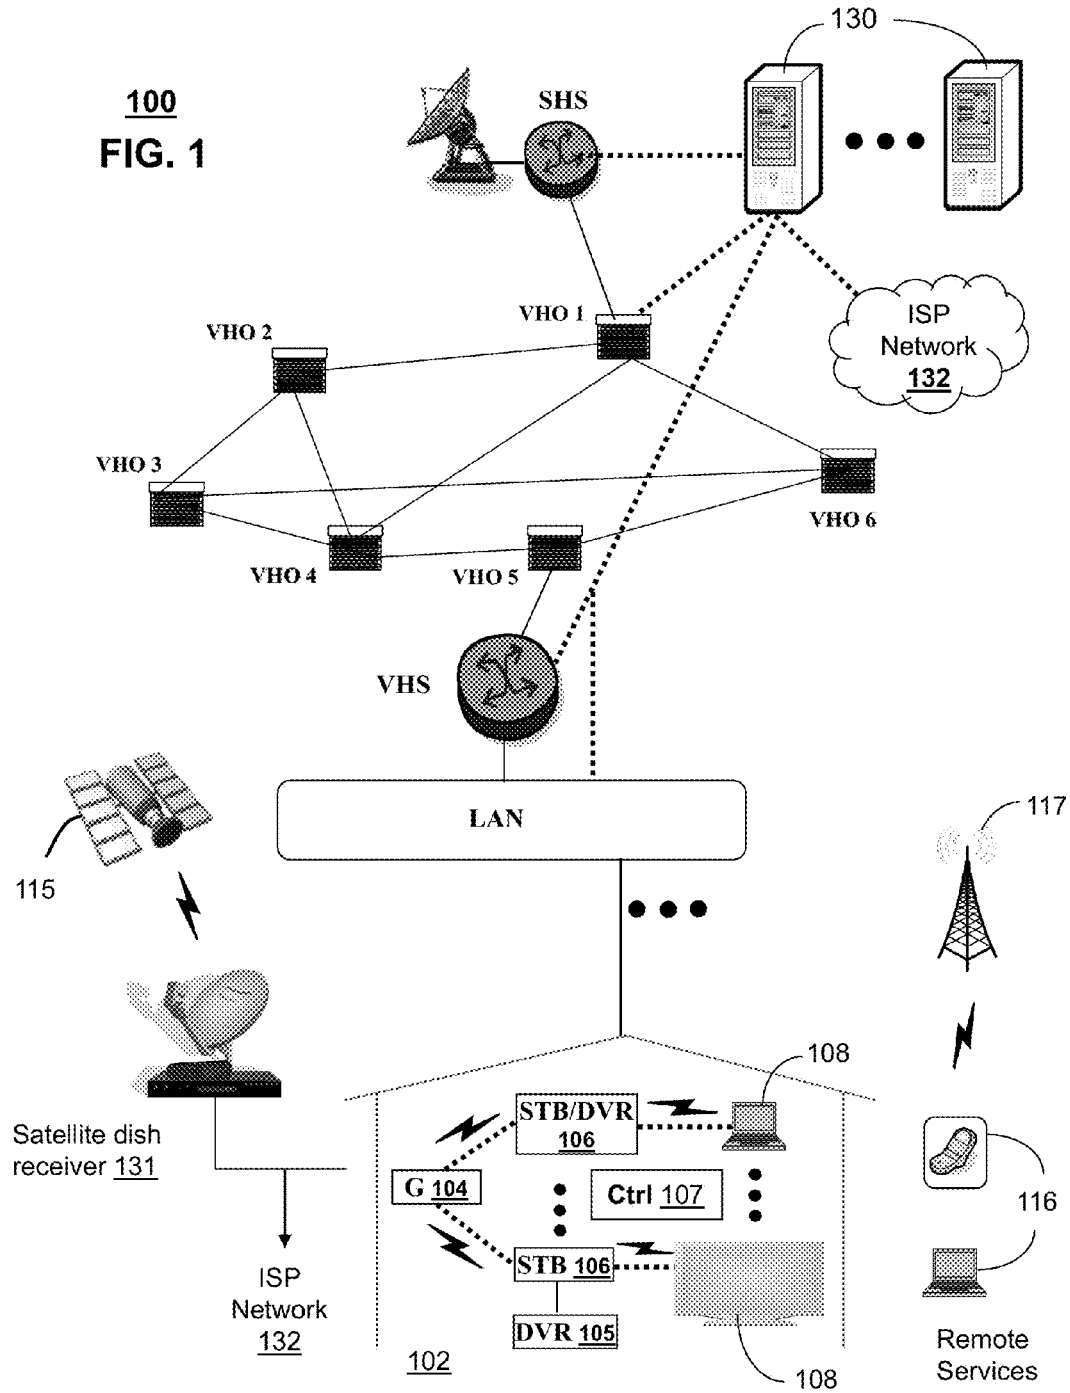 130
100
FIG. 1
SHS
ISP
Network
132
VHO 1
VHO 2
VHO 3
VHO 6
VHO 4
VHO 5
VHS
LAN
117
115
108
STB/DVR
106
Satellite dish
receiver 131
G 104
Ctrl 107
116
STB 106
ISP
Network
132
DVR 105
102
108
Remote
Services